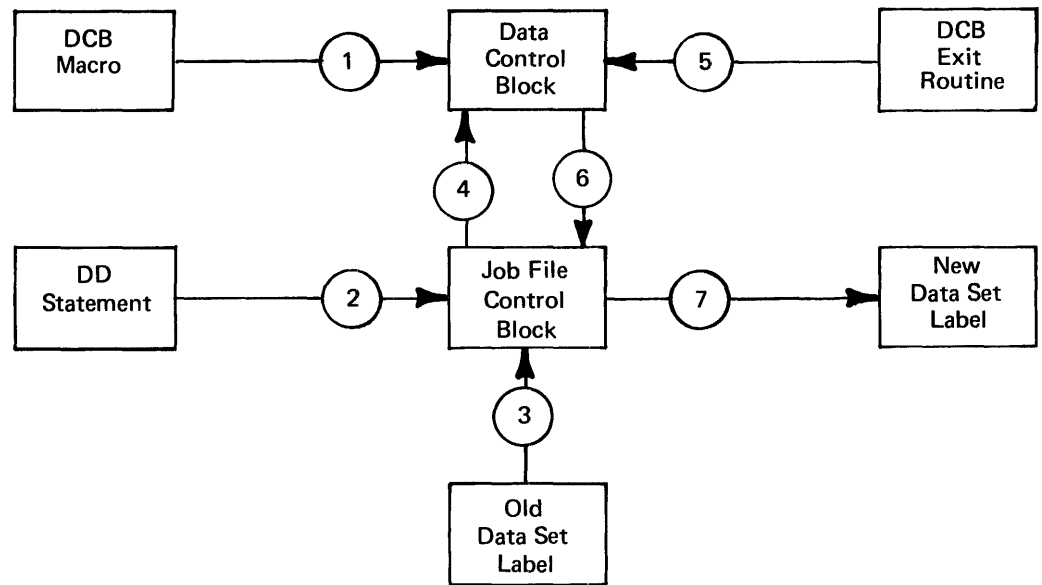 DCB
Macro
1
Data
Control
Block
5
DCB
Exit
Routine
4
6
DD
Statement
2
Job File
Control
Block
7
New
Data Set
Label
3
Old
Data Set
Label